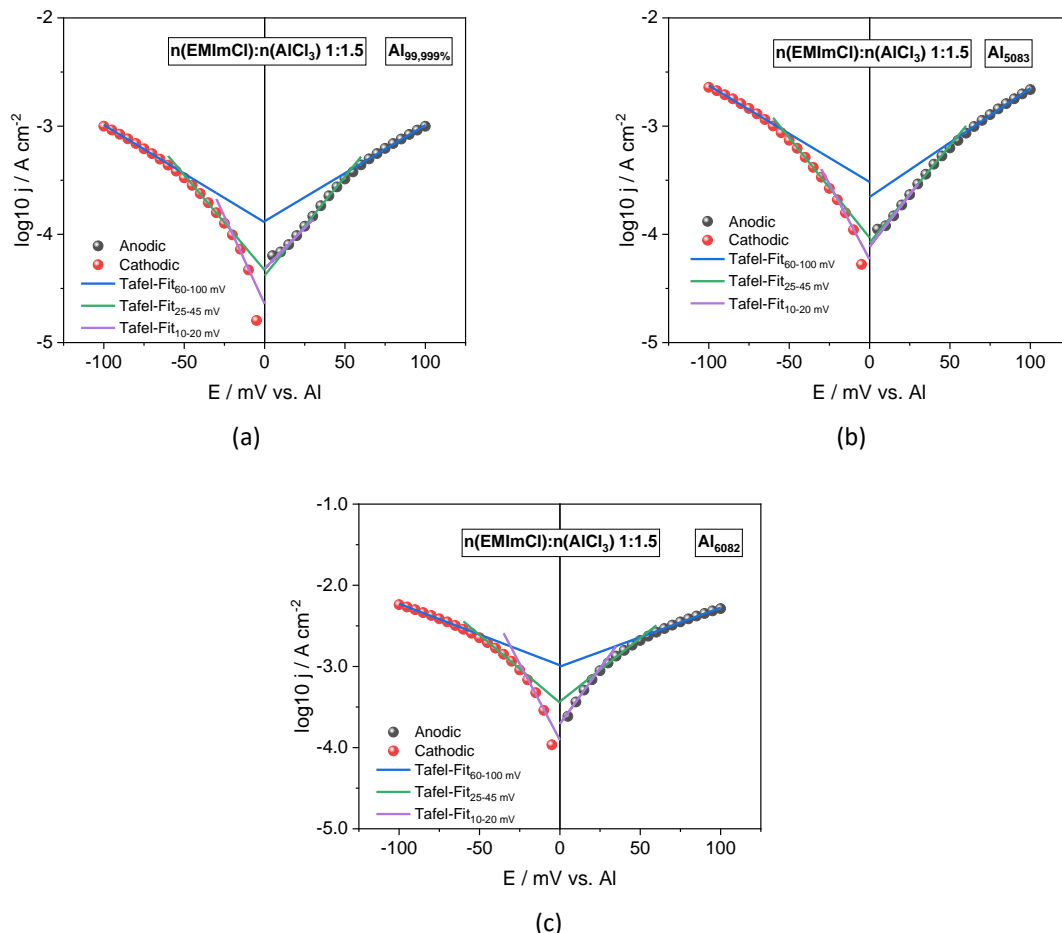 -2
-3
-4
-5
log10 j / A cm-2
n(EMImCl):n(AlCl3) 1:1.5
Al99,999%
Anodic
Cathodic
Tafel-Fit60-100 mV
Tafel-Fit25-45 mV
Tafel-Fit10-20 mV
-100 -50 0 50 100
E / mV vs. Al
(a)
-2
-3
-4
-5
log10 j / A cm-2
n(EMImCl):n(AlCl3) 1:1.5
Al5083
Anodic
Cathodic
Tafel-Fit60-100 mV
Tafel-Fit25-45 mV
Tafel-Fit10-20 mV
-100 -50 0 50 100
E / mV vs. Al
(b)
-1.0
-2.0
-3.0
-4.0
-5.0
log10 j / A cm-2
n(EMImCl):n(AlCl3) 1:1.5
Al6082
Anodic
Cathodic
Tafel-Fit60-100 mV
Tafel-Fit25-45 mV
Tafel-Fit10-20 mV
-100 -50 0 50 100
E / mV vs. Al
(c)